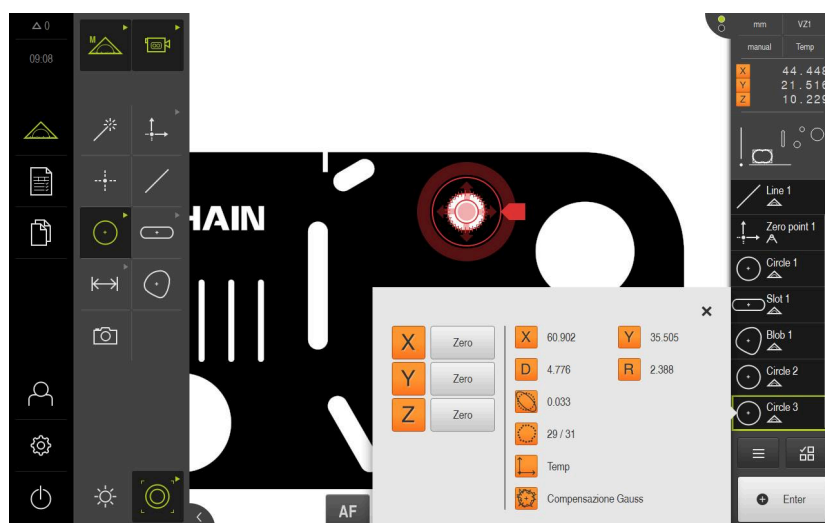 0
09:08
M
HAIN
AF
X Zero
Y Zero
Z Zero
X 60.902 Y 35.505
D 4.776 R 2.388
0.033
29 / 31
Temp
Compensazione Gauss
mm VZ1
manual Temp
X 44.448
Y 21.516
Z 10.229
Line 1
Zero point 1
Circle 1
Slot 1
Blob 1
Circle 2
Circle 3
Enter